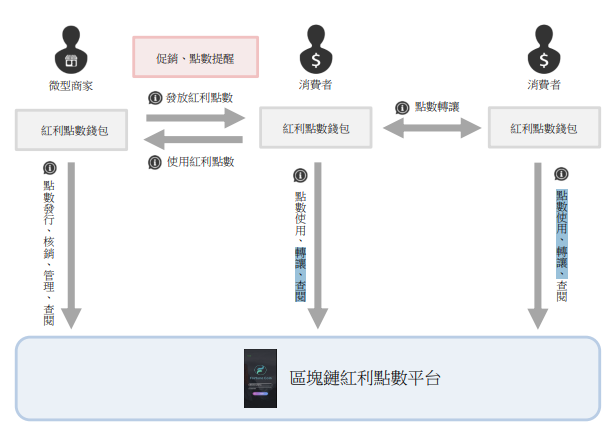 促銷、點數提醒
微型商家
消費者
消費者
發放紅利點數
點數轉讓
紅利點數錢包
紅利點數錢包
紅利點數錢包
使用紅利點數
點數發行、核銷、管理、查閱
點數使用、轉讓、查閱
點數使用、轉讓、查閱
區塊鏈紅利點數平台